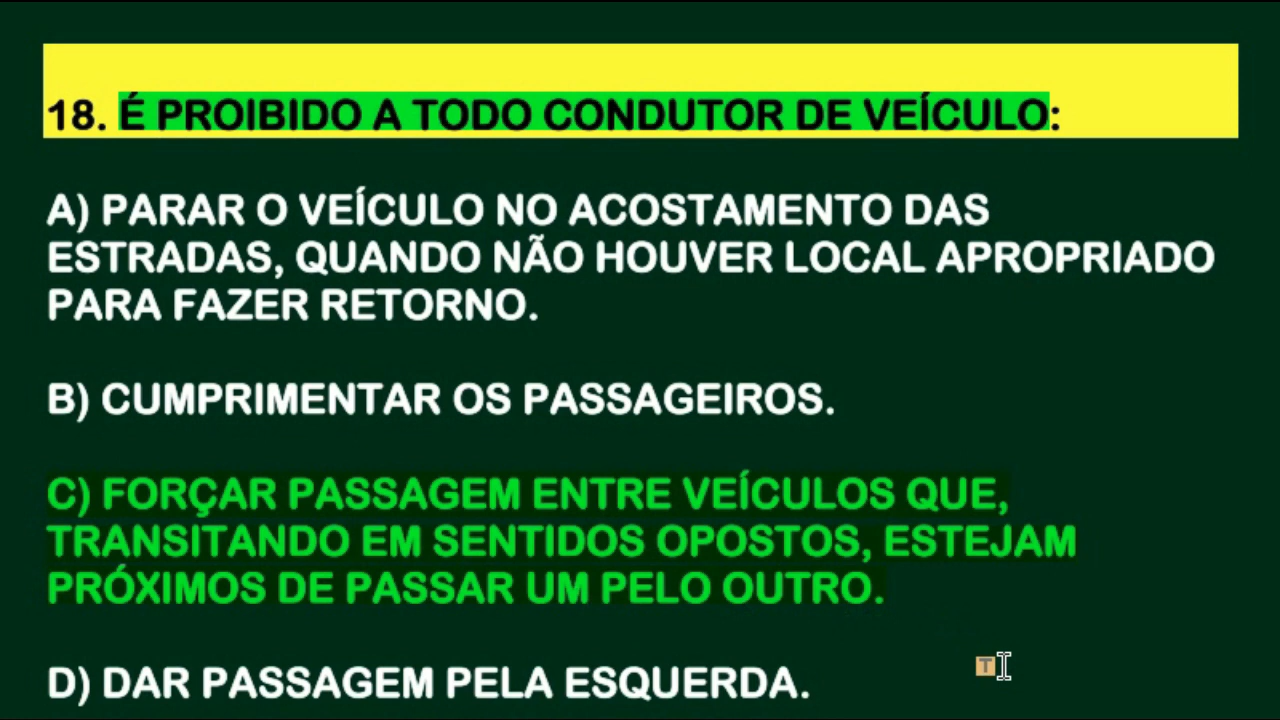 18. É PROIBIDO A TODO CONDUTOR DE VEÍCULO:
A) PARAR O VEÍCULO NO ACOSTAMENTO DAS
ESTRADAS, QUANDO NÃO HOUVER LOCAL APROPRIADO
PARA FAZER RETORNO.
B) CUMPRIMENTAR OS PASSAGEIROS.
C) FORÇAR PASSAGEM ENTRE VEÍCULOS QUE,
TRANSITANDO EM SENTIDOS OPOSTOS, ESTEJAM
PRÓXIMOS DE PASSAR UM PELO OUTRO.
D) DAR PASSAGEM PELA ESQUERDA.
T